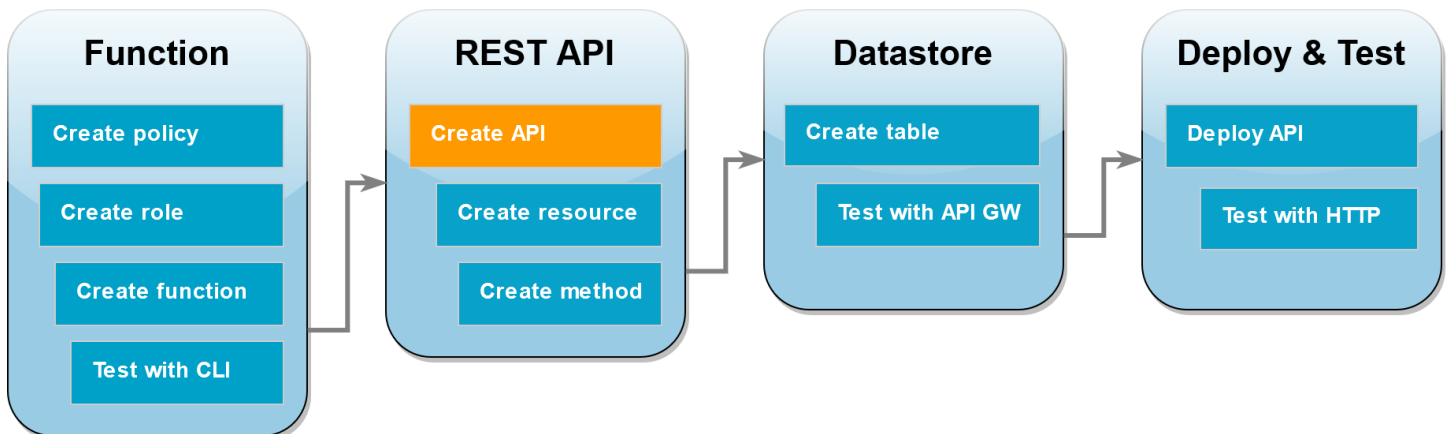 Function
Create policy
Create role
Create function
Test with CLI
REST API
Create API
Create resource
Create method
Datastore
Create table
Test with API GW
Deploy & Test
Deploy API
Test with HTTP